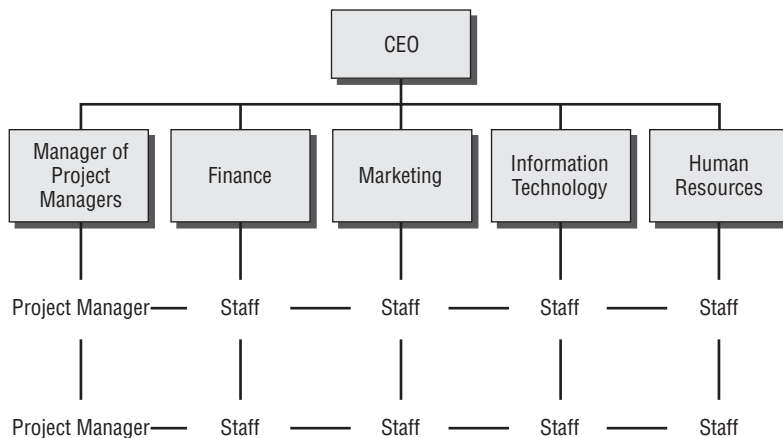 CEO
Manager of
Project
Managers
Finance
Marketing
Information
Technology
Human
Resources
Project Manager Staff Staff Staff Staff
Project Manager Staff Staff Staff Staff